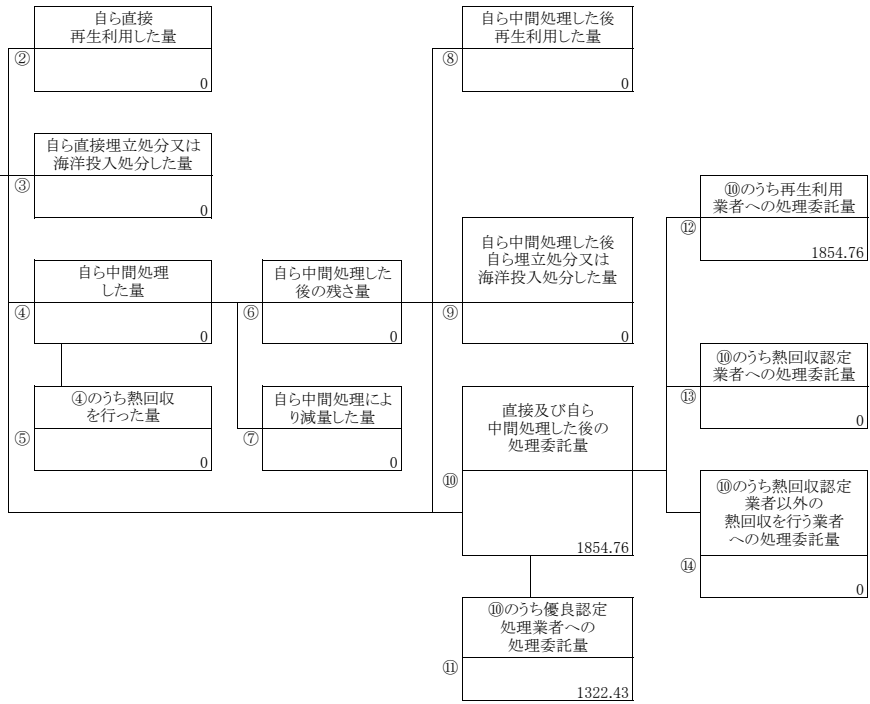 自ら直接
再生利用した量
②
0
自ら直接埋立処分又は
海洋投入処分した量
③
0
自ら中間処理
した量
④
0
④のうち熱回収
を行った量
⑤
0
自ら中間処理した
後の残さ量
⑥
0
自ら中間処理によ
り減量した量
⑦
0
自ら中間処理した後
再生利用した量
⑧
0
自ら中間処理した後
自ら埋立処分又は
海洋投入処分した量
⑨
0
直接及び自ら
中間処理した後の
処理委託量
⑩
1854.76
⑩のうち優良認定
処理業者への
処理委託量
⑪
1322.43
⑩のうち再生利用
業者への処理委託量
⑫
1854.76
⑩のうち熱回収認定
業者への処理委託量
⑬
0
⑩のうち熱回収認定
業者以外の
熱回収を行う業者
への処理委託量
⑭
0